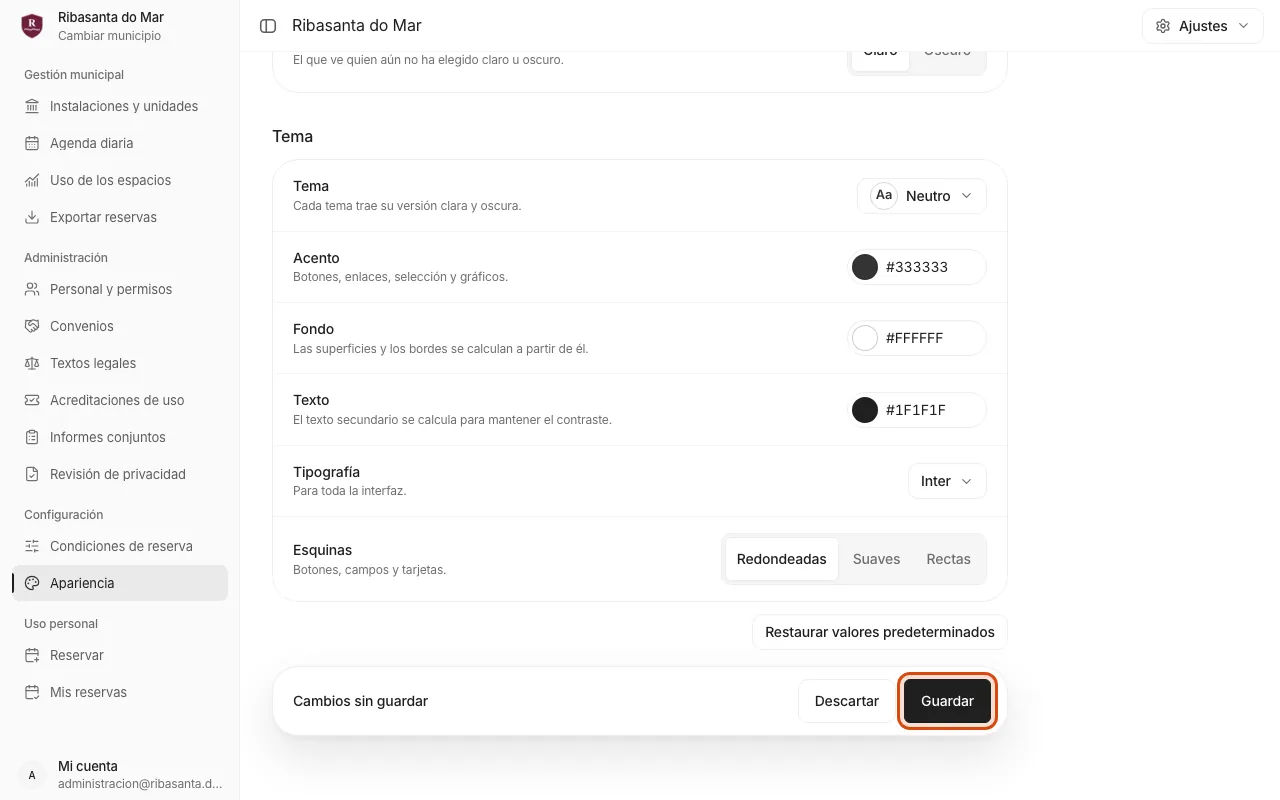 R
Ribasanta do Mar
Cambiar municipio
Gestión municipal
Instalaciones y unidades
Agenda diaria
Uso de los espacios
Exportar reservas
Administración
Personal y permisos
Convenios
Textos legales
Acreditaciones de uso
Informes conjuntos
Revisión de privacidad
Configuración
Condiciones de reserva
Apariencia
Uso personal
Reservar
Mis reservas
A
Mi cuenta
administracion@ribasanta.d...
Ribasanta do Mar
Ajustes
El que ve quien aún no ha elegido claro u oscuro.
Claro
Oscuro
Tema
Tema
Cada tema trae su versión clara y oscura.
Aa Neutro
Acento
Botones, enlaces, selección y gráficos.
#333333
Fondo
Las superficies y los bordes se calculan a partir de él.
#FFFFFF
Texto
El texto secundario se calcula para mantener el contraste.
#1F1F1F
Tipografía
Para toda la interfaz.
Inter
Esquinas
Botones, campos y tarjetas.
Redondeadas
Suaves
Rectas
Restaurar valores predeterminados
Cambios sin guardar
Descartar
Guardar